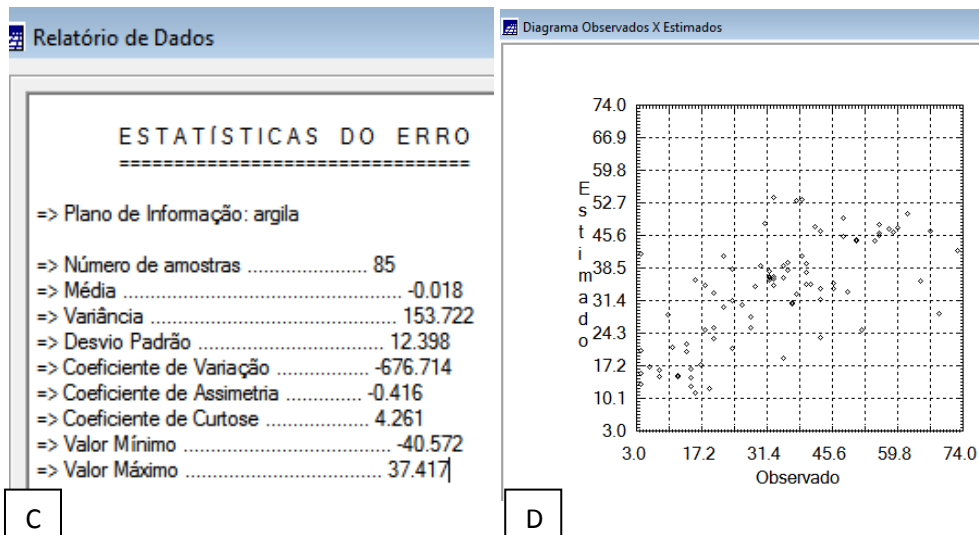 Relatório de Dados
ESTATÍSTICAS DO ERRO
================================
=> Plano de Informação: argila
=> Número de amostras ..................... 85
=> Média .................................................. -0.018
=> Variância ............................................ 153.722
=> Desvio Padrão .............................. 12.398
=> Coeficiente de Variação ................ -676.714
=> Coeficiente de Assimetria .............. -0.416
=> Coeficiente de Curtose ................... 4.261
=> Valor Mínimo ..................................... -40.572
=> Valor Máximo ................................... 37.417
C
Diagrama Observados X Estimados
74.0
66.9
59.8
52.7
45.6
38.5
31.4
24.3
17.2
10.1
3.0
Estimado
3.0 17.2 31.4 45.6 59.8 74.0
Observado
D